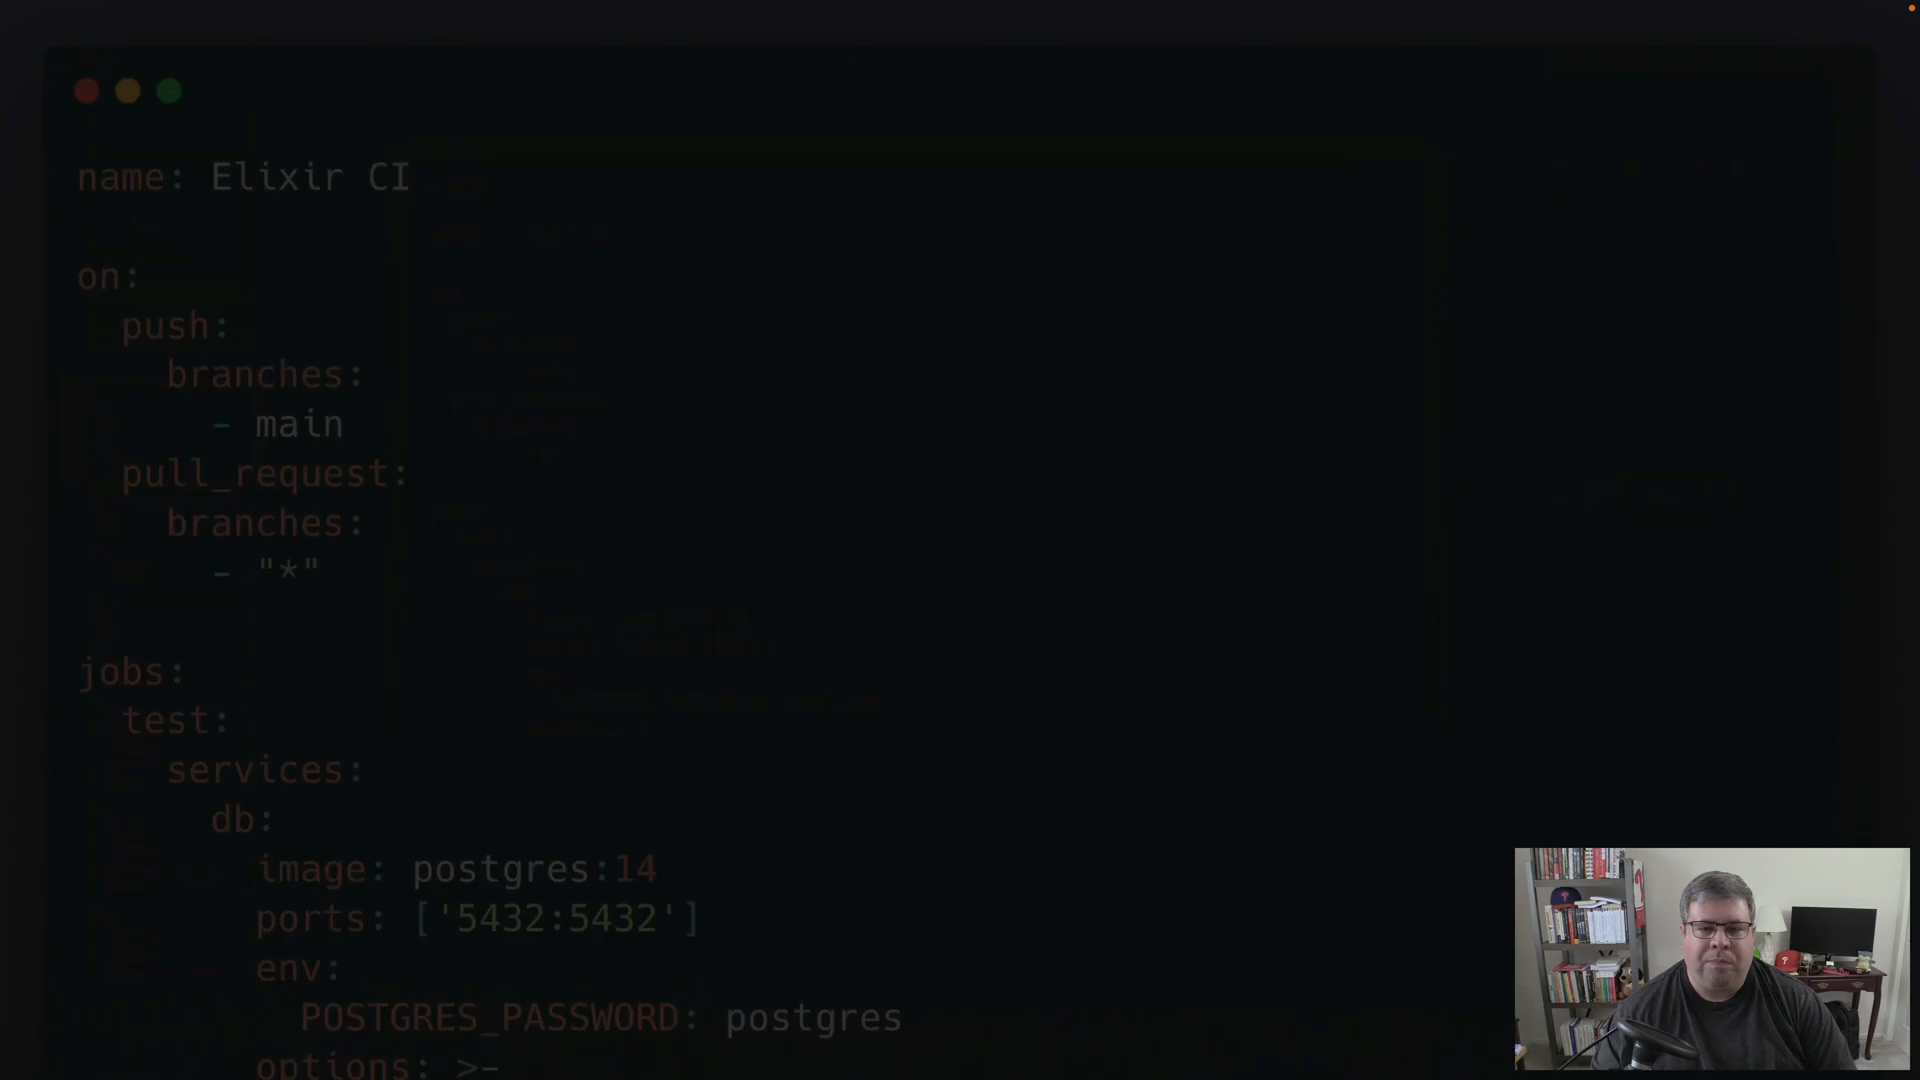 name: Elixir CI
on:
push:
branches:
- main
pull_request:
branches:
- "*"
jobs:
test:
services:
db:
image: postgres:14
ports: ['5432:5432']
env:
POSTGRES_PASSWORD: postgres
options: >-